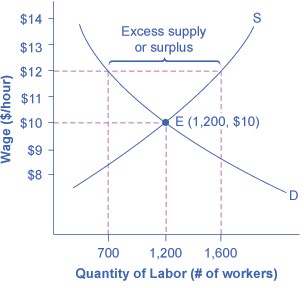 $14
$13
$12
$11
$10
$9
$8
Wage ($/hour)
Excess supply
or surplus
S
E (1,200, $10)
D
700
1,200
1,600
Quantity of Labor (# of workers)